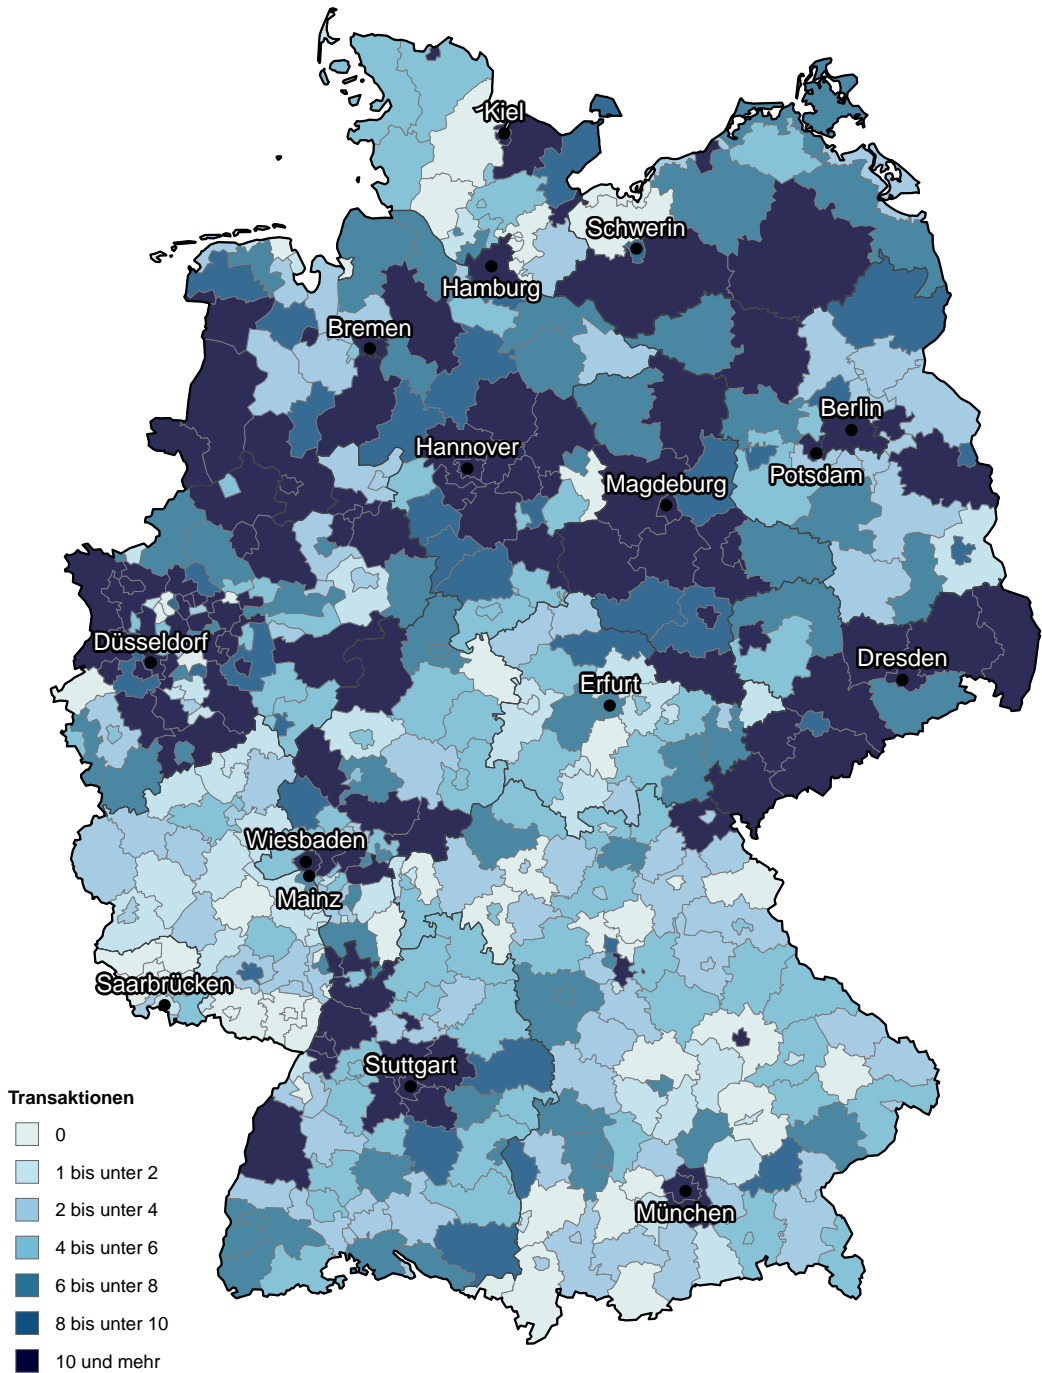 Kiel
Schwerin
Hamburg
Bremen
Berlin
Hannover
Potsdam
Magdeburg
Düsseldorf
Dresden
Erfurt
Wiesbaden
Mainz
Saarbrücken
Stuttgart
München
Transaktionen
0
1 bis unter 2
2 bis unter 4
4 bis unter 6
6 bis unter 8
8 bis unter 10
10 und mehr